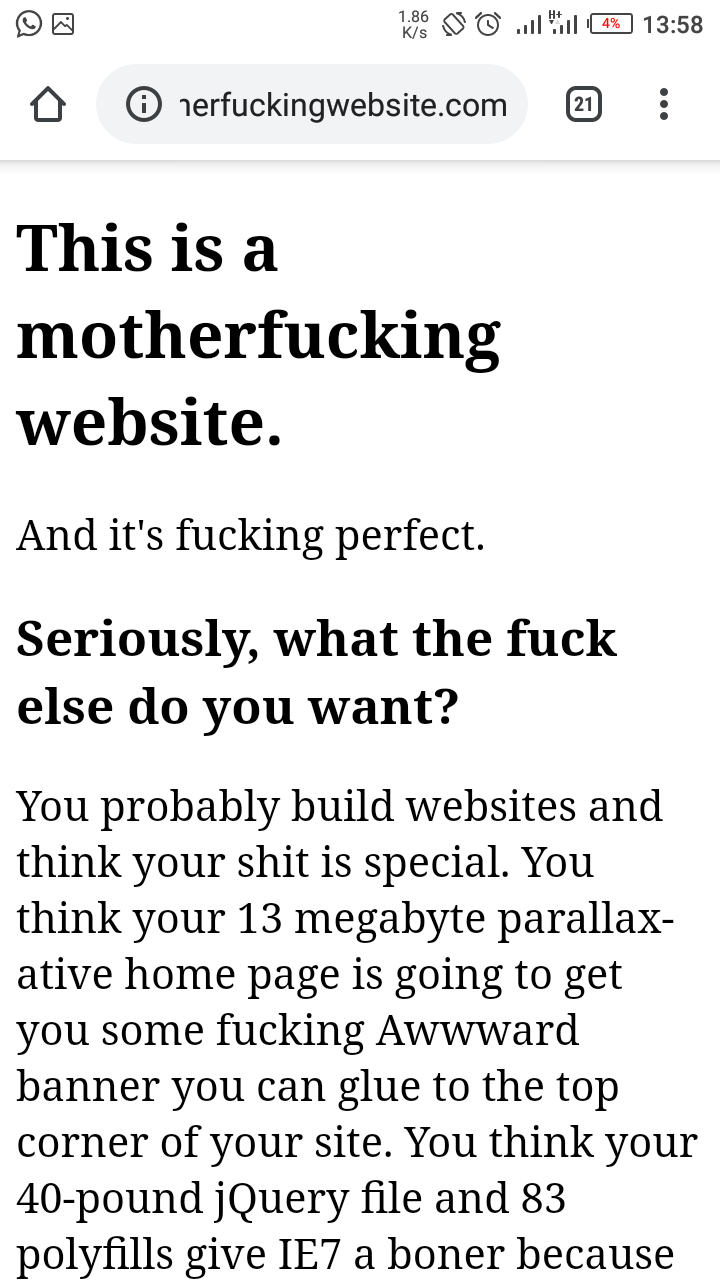 1.86
K/s
H+
4%
13:58
nerfuckingwebsite.com
21
This is a
motherfucking
website.
And it's fucking perfect.
Seriously, what the fuck
else do you want?
You probably build websites and
think your shit is special. You
think your 13 megabyte parallax-
ative home page is going to get
you some fucking Awwward
banner you can glue to the top
corner of your site. You think your
40-pound jQuery file and 83
polyfills give IE7 a boner because